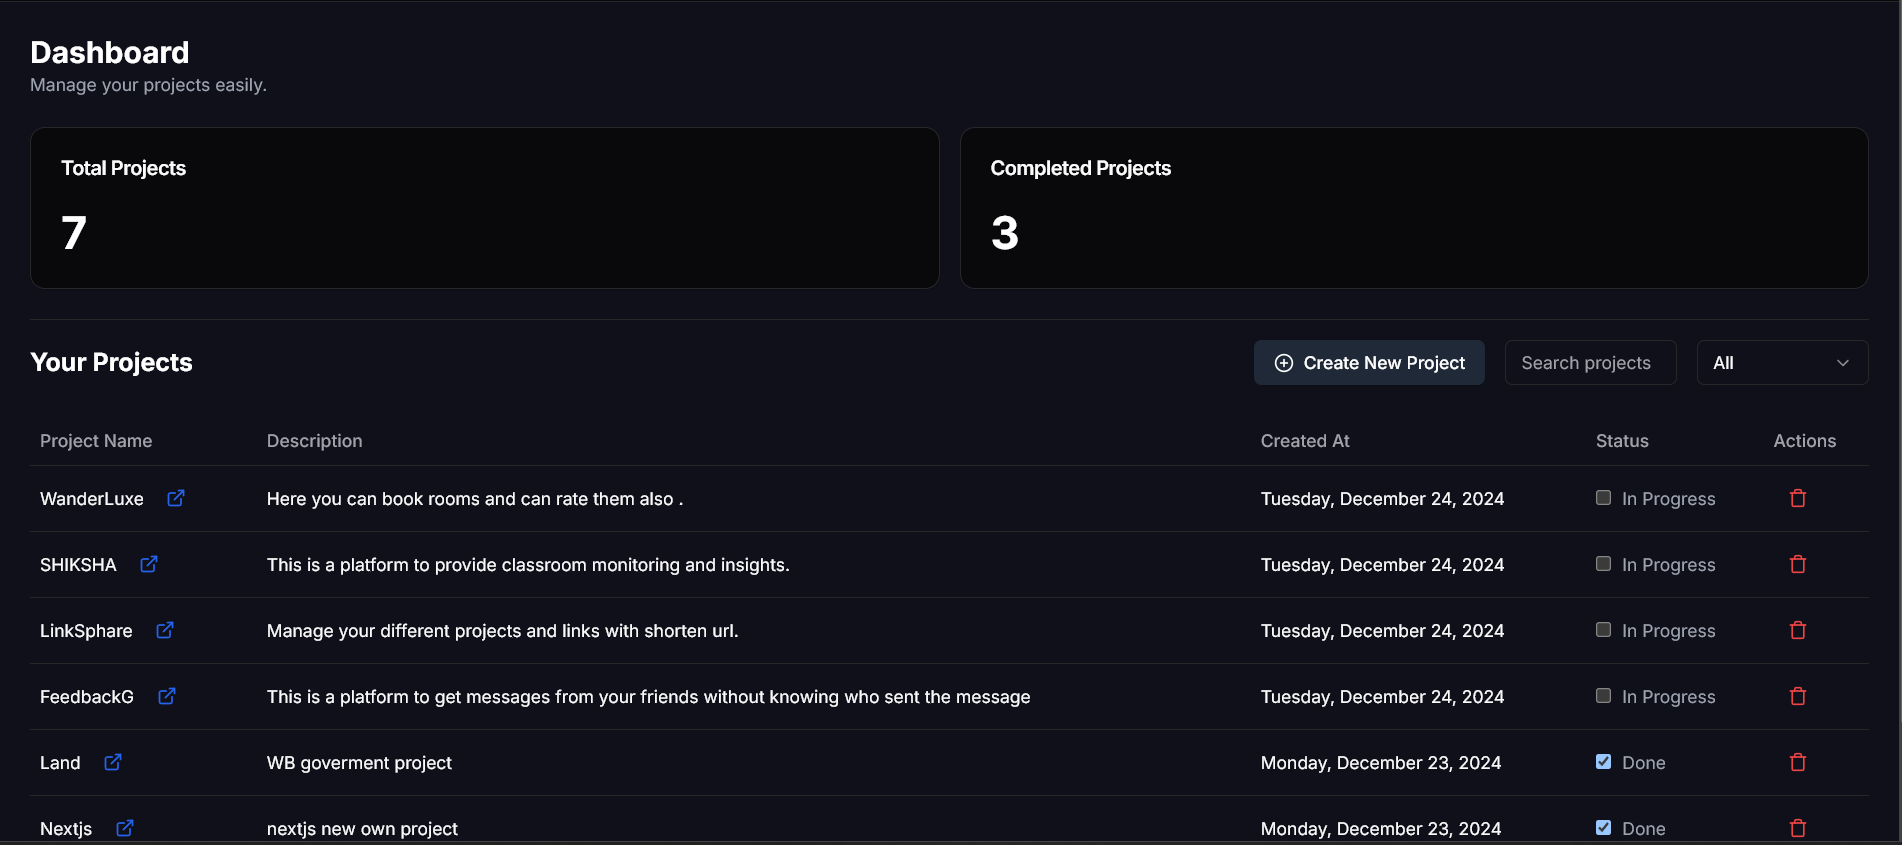 Dashboard
Manage your projects easily.
Total Projects
7
Completed Projects
3
Your Projects
Create New Project
Search projects
All
Project Name Description Created At Status Actions
WanderLuxe Here you can book rooms and can rate them also . Tuesday, December 24, 2024 In Progress
SHIKSHA This is a platform to provide classroom monitoring and insights. Tuesday, December 24, 2024 In Progress
LinkSphare Manage your different projects and links with shorten url. Tuesday, December 24, 2024 In Progress
FeedbackG This is a platform to get messages from your friends without knowing who sent the message Tuesday, December 24, 2024 In Progress
Land WB goverment project Monday, December 23, 2024 Done
Nextjs nextjs new own project Monday, December 23, 2024 Done